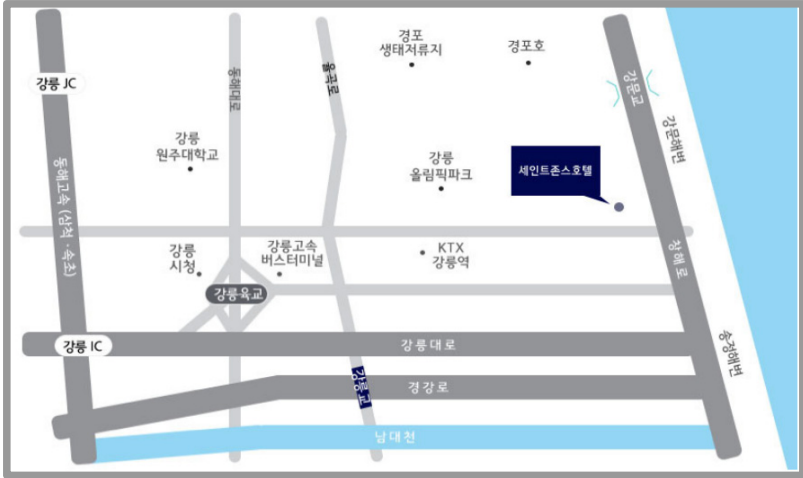 경포
생태저류지
경포호
강릉 JC
동해대로
율곡로
강문교
강문해변
강릉
원주대학교
강릉
올림픽파크
세인트존스호텔
동해고속 (삼척·속초)
강릉
시청
강릉고속
버스터미널
KTX
강릉역
창해로
강릉육교
강릉 IC
강릉대로
송정해변
경강로
강릉교
남대천